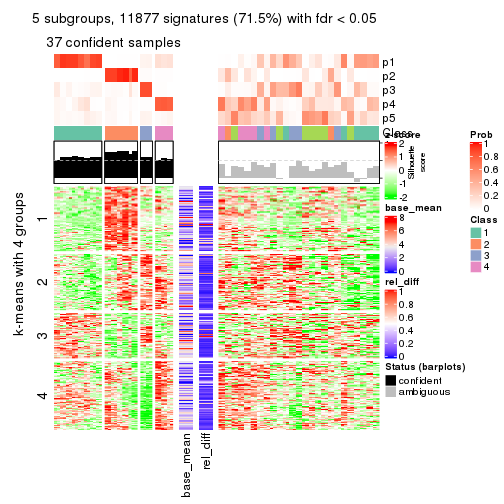 5 subgroups, 11877 signatures (71.5%) with fdr < 0.05
37 confident samples
p1
p2
p3
p4
p5
Class
z-score
2
1
0
-1
-2
Silhouette
score
Prob
1
0.8
0.6
0.4
0.2
0
base_mean
8
6
4
2
0
Class
1
2
3
4
rel_diff
1
0.8
0.6
0.4
0.2
0
Status (barplots)
confident
ambiguous
k-means with 4 groups
1
2
3
4
base_mean
rel_diff